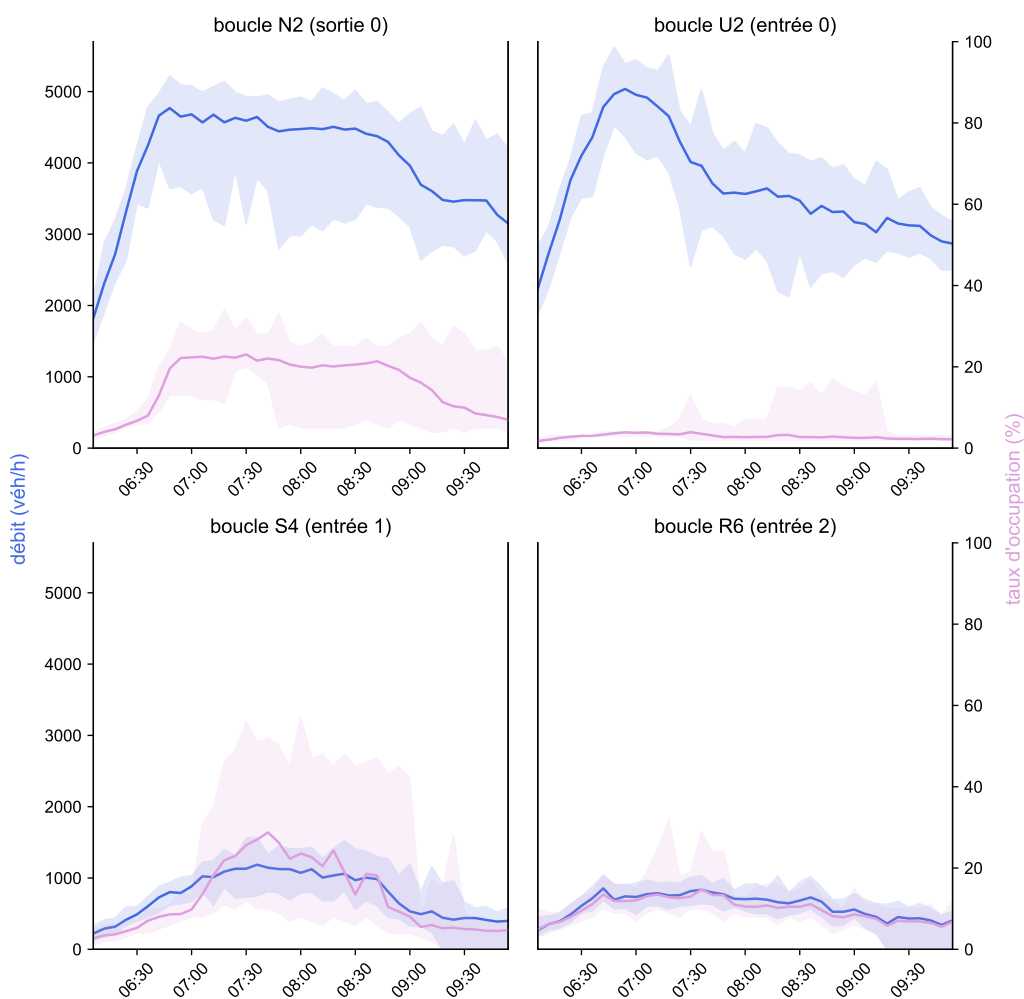 boucle N2 (sortie 0)
boucle U2 (entrée 0)
5000
4000
3000
2000
1000
0
100
80
60
40
20
0
06:30 07:00 07:30 08:00 08:30 09:00 09:30
06:30 07:00 07:30 08:00 08:30 09:00 09:30
débit (véh/h)
taux d'occupation (%)
boucle S4 (entrée 1)
boucle R6 (entrée 2)
5000
4000
3000
2000
1000
0
100
80
60
40
20
0
06:30 07:00 07:30 08:00 08:30 09:00 09:30
06:30 07:00 07:30 08:00 08:30 09:00 09:30